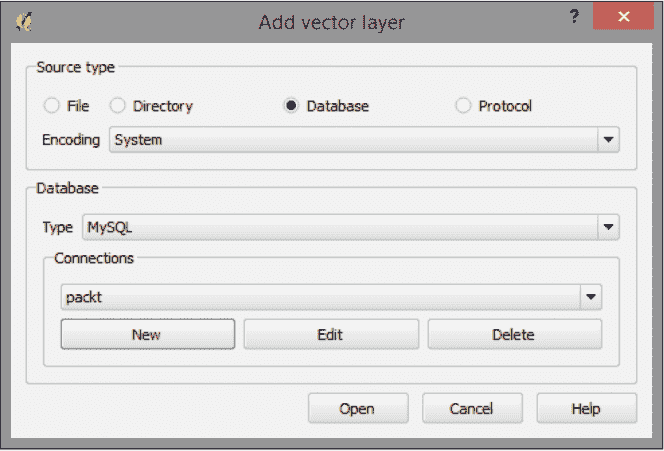 Add vector layer ?
Source type
File Directory Database Protocol
Encoding System
Database
Type MySQL
Connections
packt
New Edit Delete
Open Cancel Help